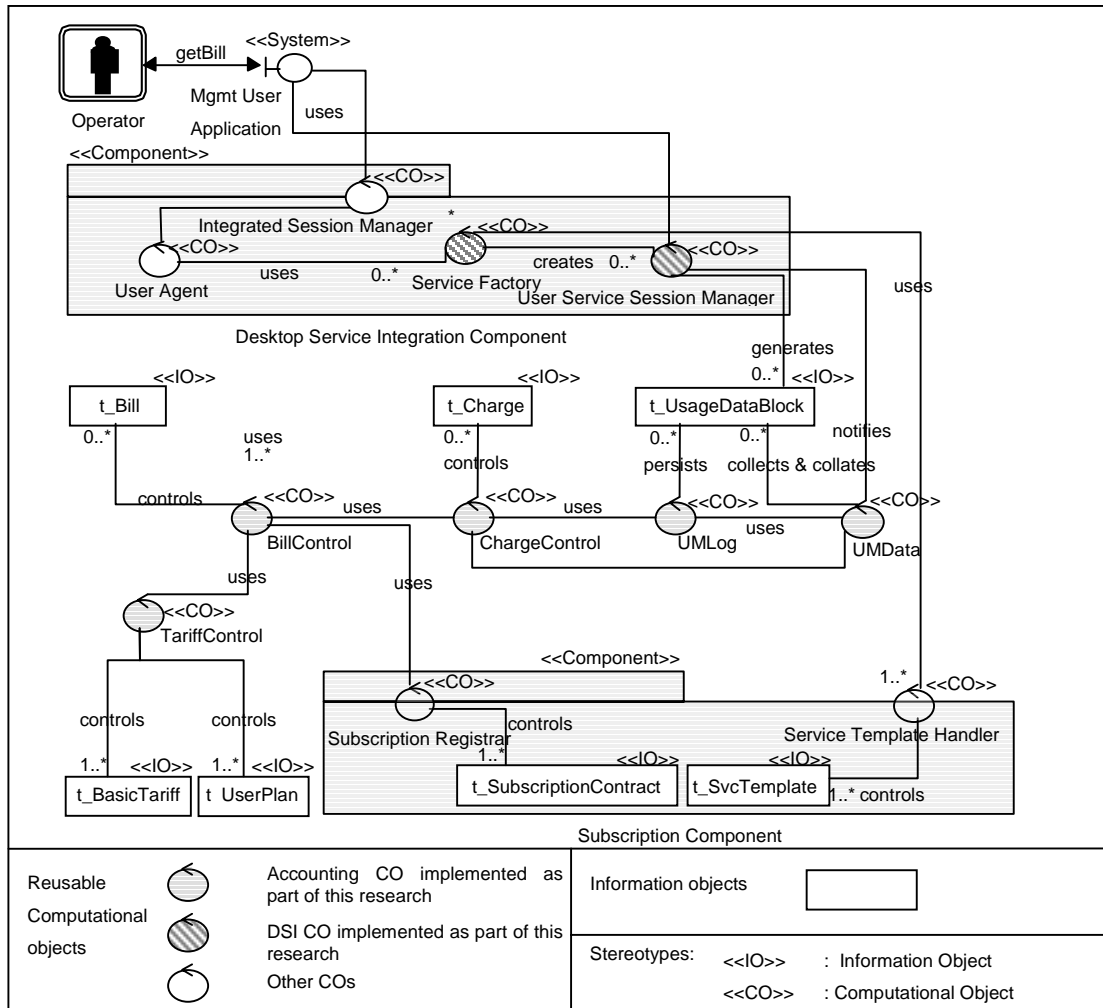 <<System>>
getBill
Mgmt User
Application
Operator
uses
<<Component>>
<<CO>>
Integrated Session Manager
*
<<CO>>
<<CO>>
<<CO>>
uses
0..*
creates
0..*
User Agent
Service Factory
User Service Session Manager
uses
Desktop Service Integration Component
generates
0..*
<<IO>>
<<IO>>
<<IO>>
t_Bill
t_Charge
t_UsageDataBlock
0..*
uses
1..*
0..*
0..*
0..*
notifies
controls
persists
collects & collates
controls
<<CO>>
uses
<<CO>>
uses
<<CO>>
uses
<<CO>>
BillControl
ChargeControl
UMLog
UMData
uses
uses
<<CO>>
TariffControl
<<Component>>
<<CO>>
1..*
<<CO>>
controls
controls
controls
Subscription Registrar
Service Template Handler
1..*
<<IO>>
1..*
<<IO>>
1..*
<<IO>>
<<IO>>
t_BasicTariff
t_UserPlan
t_SubscriptionContract
t_SvcTemplate
1..* controls
Subscription Component
Reusable
Computational
objects
Accounting CO implemented as
part of this research
DSI CO implemented as part of this
research
Other COs
Information objects
Stereotypes:
<<IO>> : Information Object
<<CO>> : Computational Object